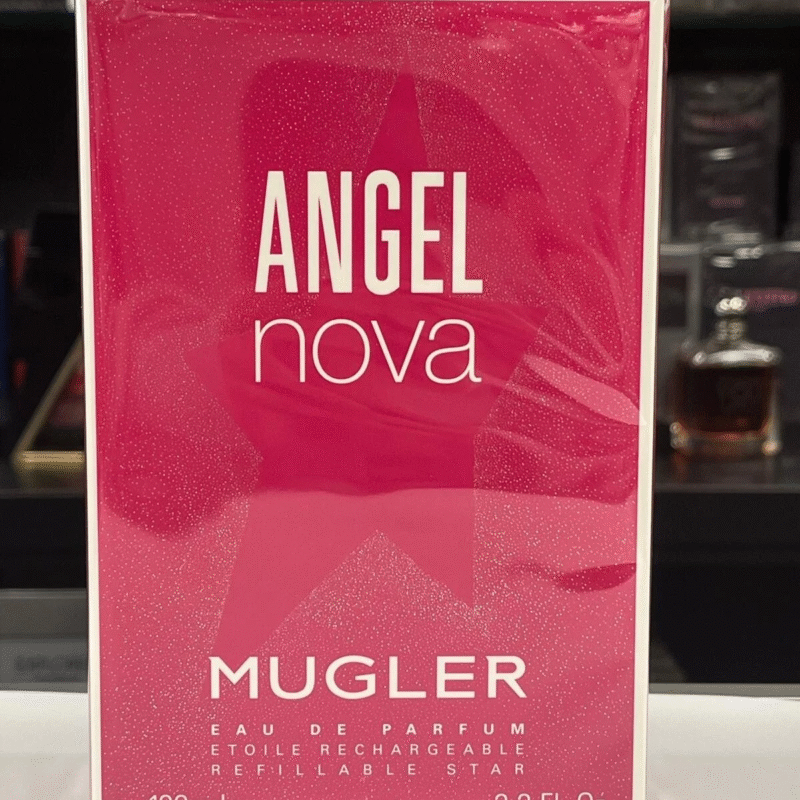 ANGEL
nova
MUGLER
EAU DE PARFUM
ETOILE RECHARGEABLE
REFILLABLE STAR